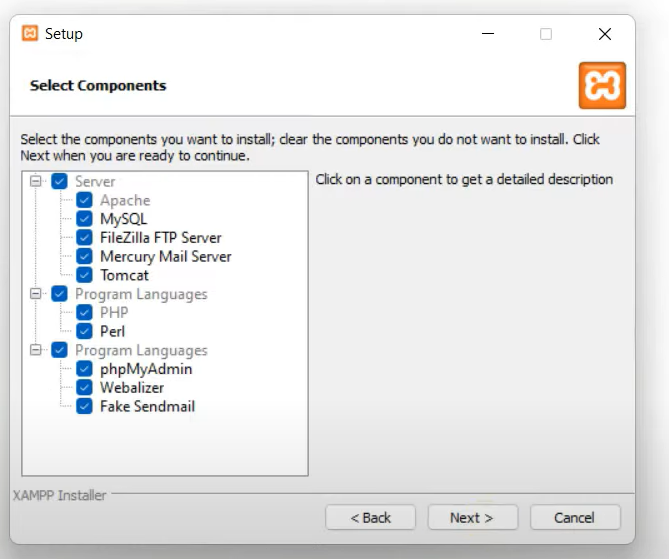 Setup
Select Components
Select the components you want to install; clear the components you do not want to install. Click
Next when you are ready to continue.
Server
Apache
MySQL
FileZilla FTP Server
Mercury Mail Server
Tomcat
Program Languages
PHP
Perl
Program Languages
phpMyAdmin
Webalizer
Fake Sendmail
Click on a component to get a detailed description
XAMPP Installer
< Back
Next >
Cancel